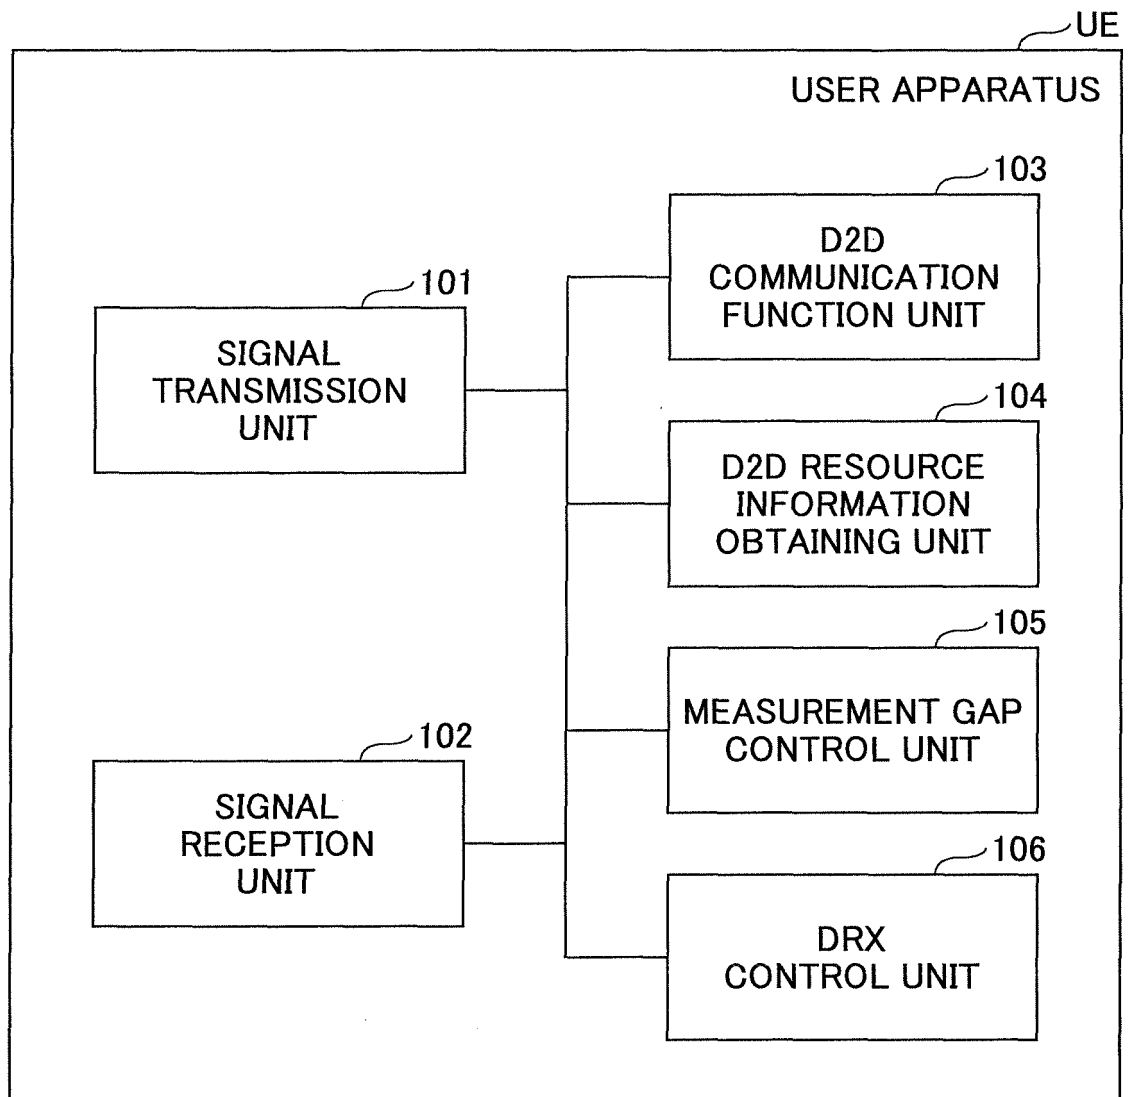 UE
USER APPARATUS
103
D2D
COMMUNICATION
FUNCTION UNIT
101
SIGNAL
TRANSMISSION
UNIT
104
D2D RESOURCE
INFORMATION
OBTAINING UNIT
105
MEASUREMENT GAP
CONTROL UNIT
102
SIGNAL
RECEPTION
UNIT
106
DRX
CONTROL UNIT